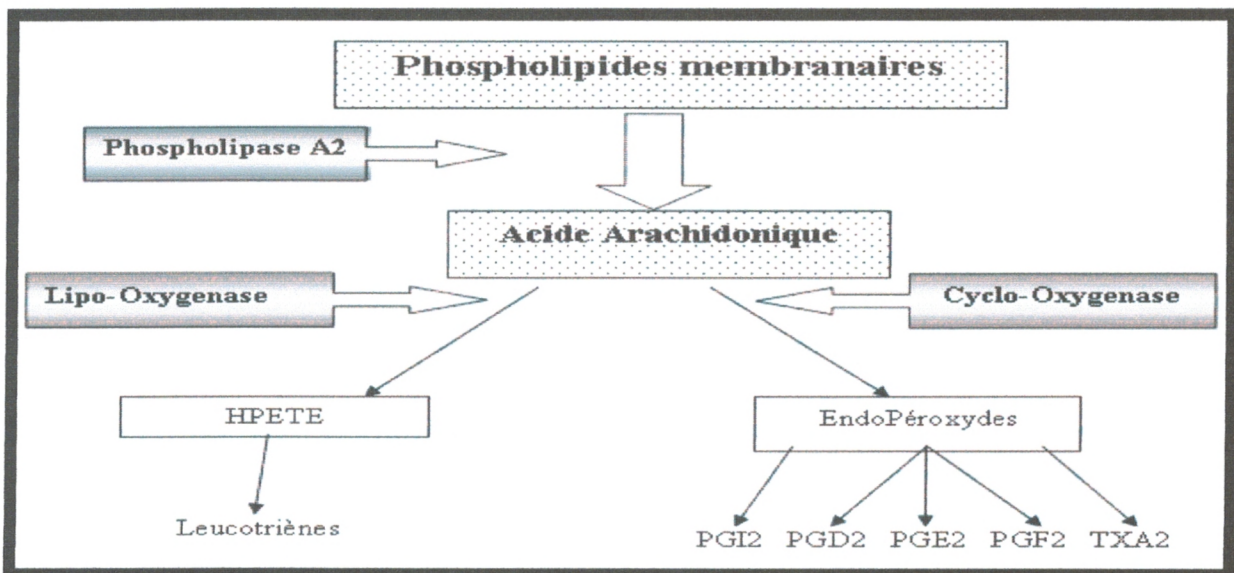 Phospholipides membranaires
Phospholipase A2
Acide Arachidonique
Lipo-Oxygenase
Cyclo-Oxygenase
HPETE
EndoPéroxydes
Leucotriènes
PGI2 PGD2 PGE2 PGF2 TXA2